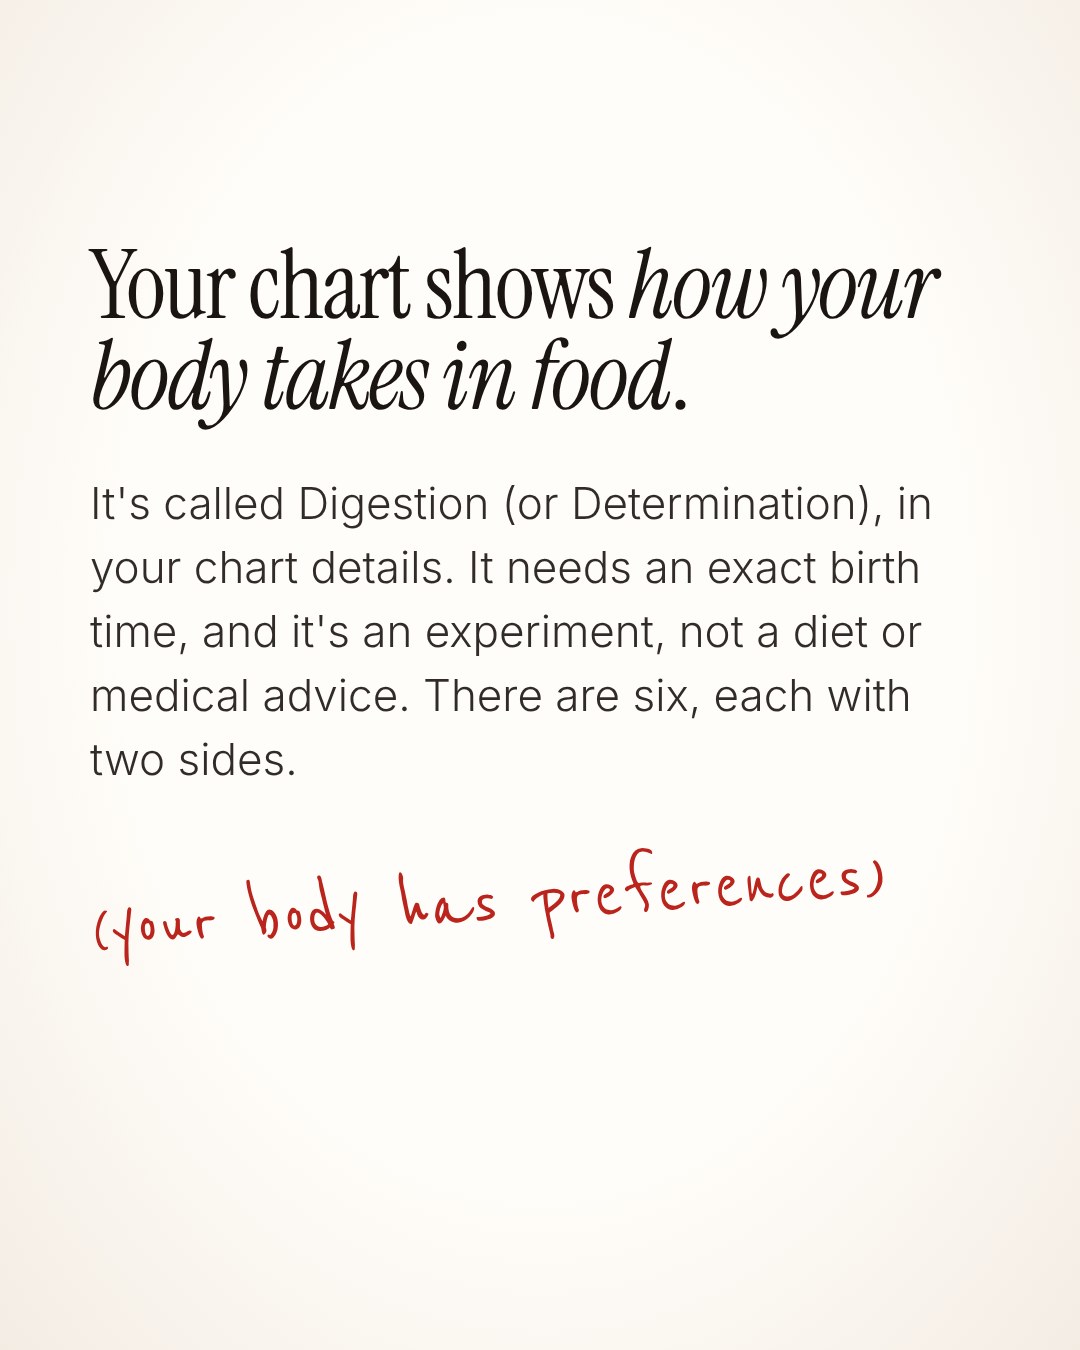 Your chart shows how your
body takes in food.
It's called Digestion (or Determination), in
your chart details. It needs an exact birth
time, and it's an experiment, not a diet or
medical advice. There are six, each with
two sides.
(your body has preferences)